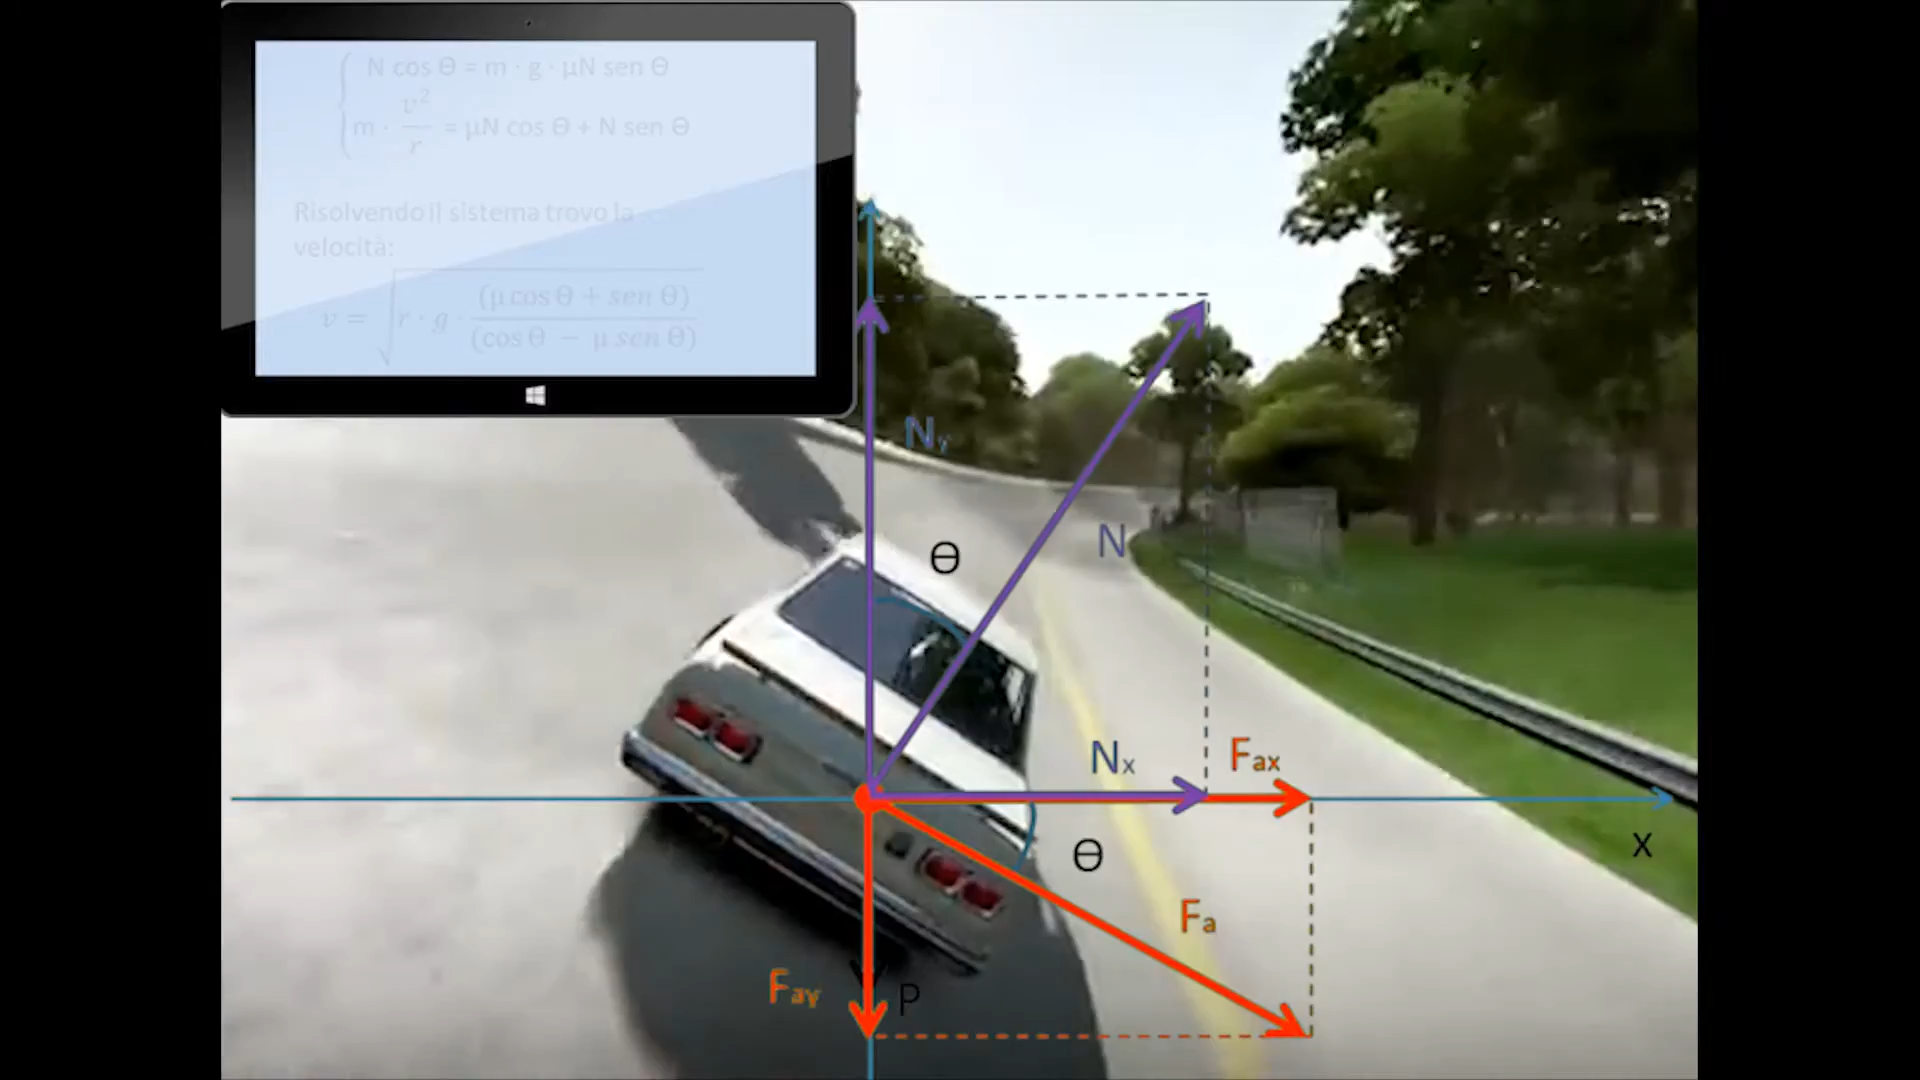 N cos Ө = m · g · μN sen Ө
m · v²/r = μN cos Ө + N sen Ө
Risolvendo il sistema trovo la
velocità:
v = √(r · g · (μ cos Ө + sen Ө)/(cos Ө − μ sen Ө))
Ny
Ө
N
Nx
Fax
x
Ө
Fa
Fay
P